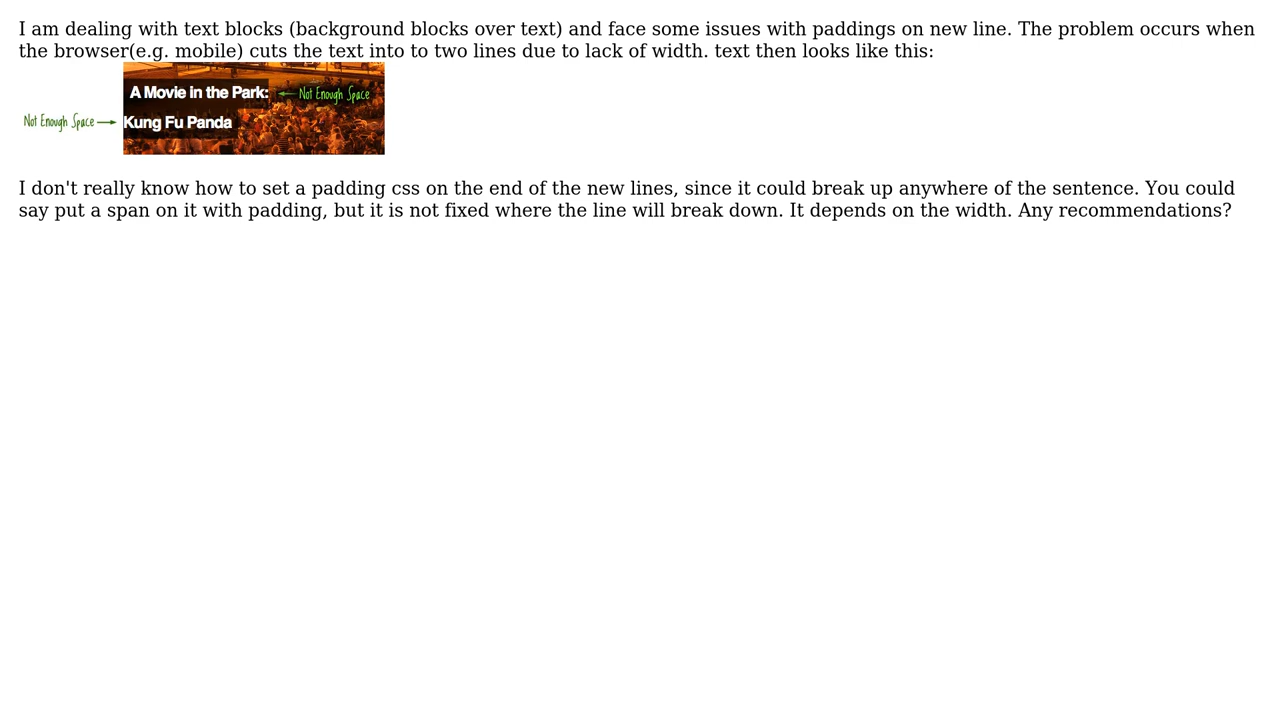 I am dealing with text blocks (background blocks over text) and face some issues with paddings on new line. The problem occurs when
the browser(e.g. mobile) cuts the text into to two lines due to lack of width. text then looks like this:
A Movie in the Park: ← Not Enough Space
Not Enough Space → Kung Fu Panda
I don't really know how to set a padding css on the end of the new lines, since it could break up anywhere of the sentence. You could
say put a span on it with padding, but it is not fixed where the line will break down. It depends on the width. Any recommendations?